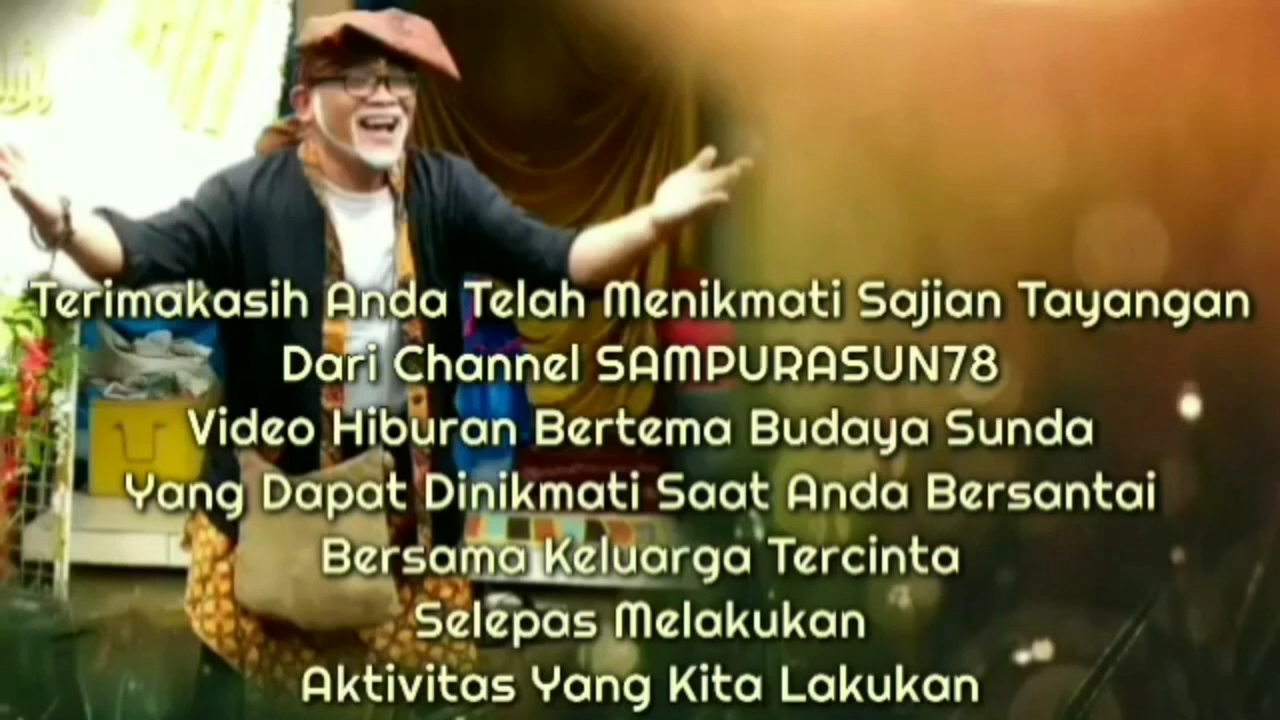 Terimakasih Anda Telah Menikmati Sajian Tayangan
Dari Channel SAMPURASUN78
Video Hiburan Bertema Budaya Sunda
Yang Dapat Dinikmati Saat Anda Bersantai
Bersama Keluarga Tercinta
Selepas Melakukan
Aktivitas Yang Kita Lakukan